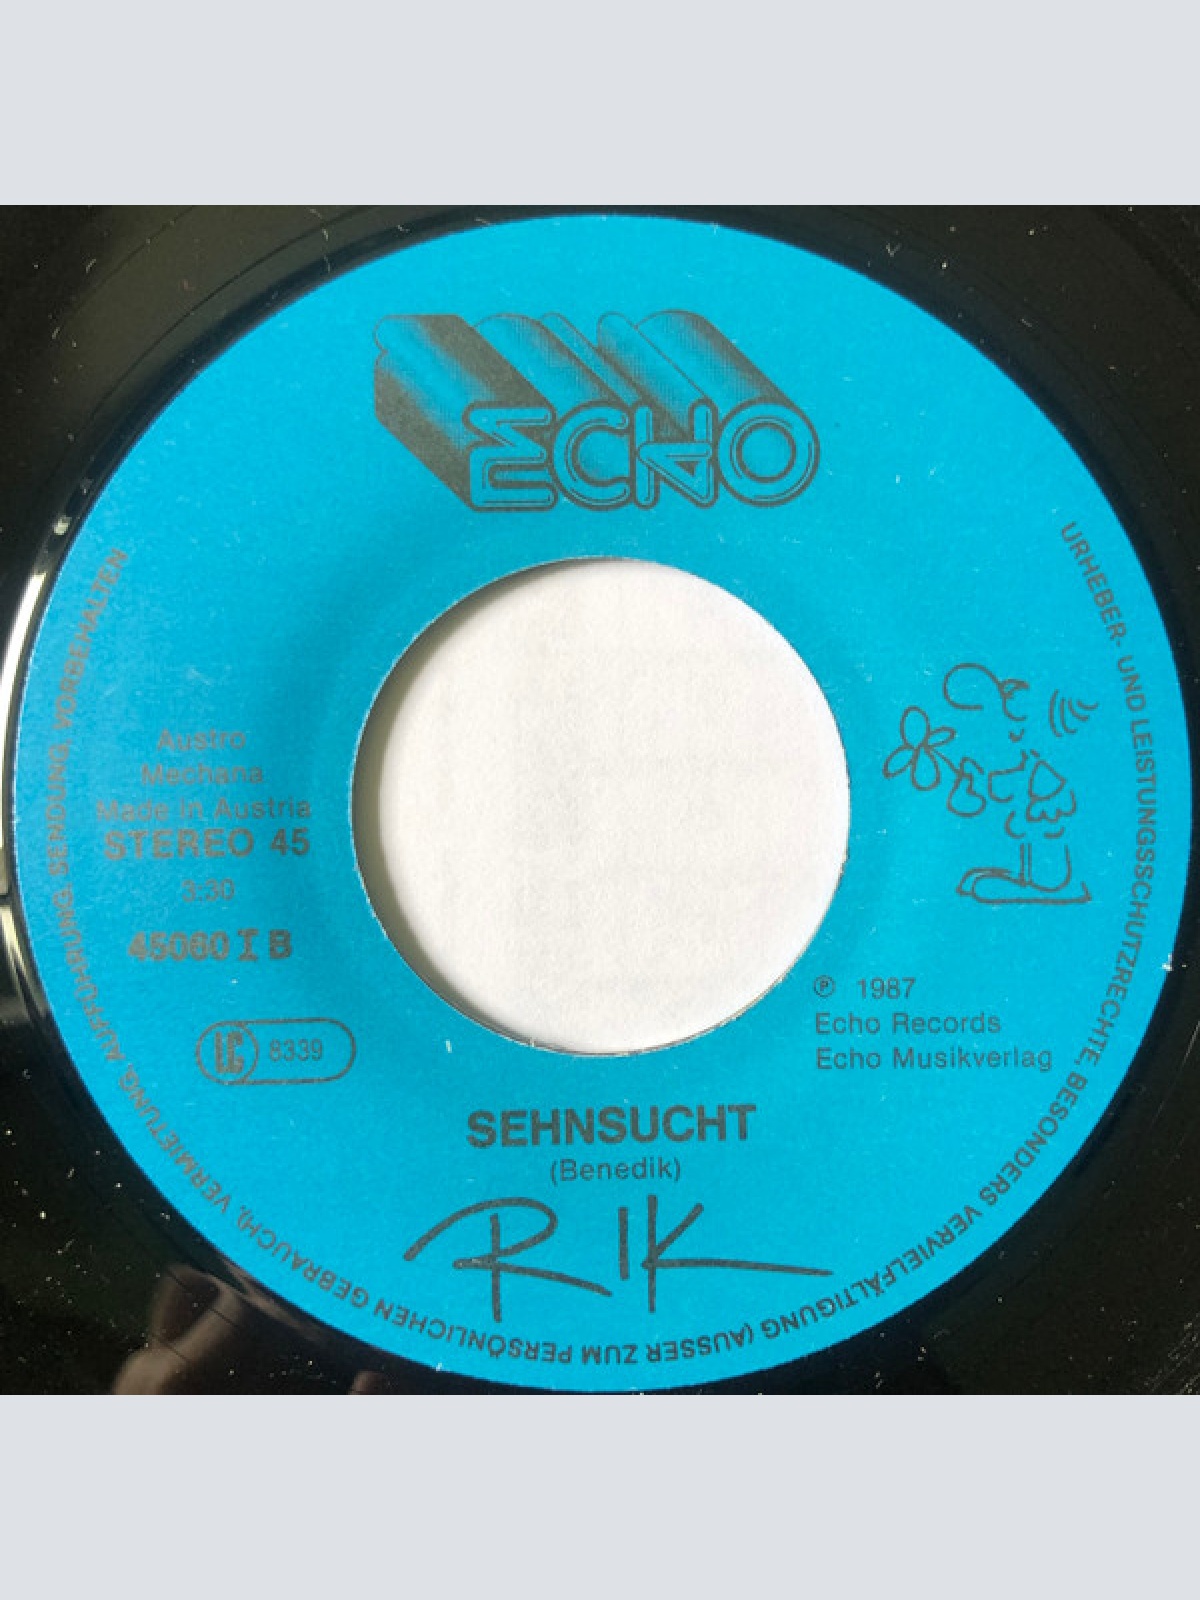 ECHO
URHEBER- UND LEISTUNGSSCHUTZRECHTE, BESONDERS VERVIELFÄLTIGUNG (AUSSER ZUM PERSÖNLICHEN GEBRAUCH), VERMIETUNG, AUFFÜHRUNG, SENDUNG, VORBEHALTEN
Austro
Mechana
Made in Austria
STEREO 45
3:30
45060 I B
LC 8339
℗ 1987
Echo Records
Echo Musikverlag
SEHNSUCHT
(Benedik)
RIK